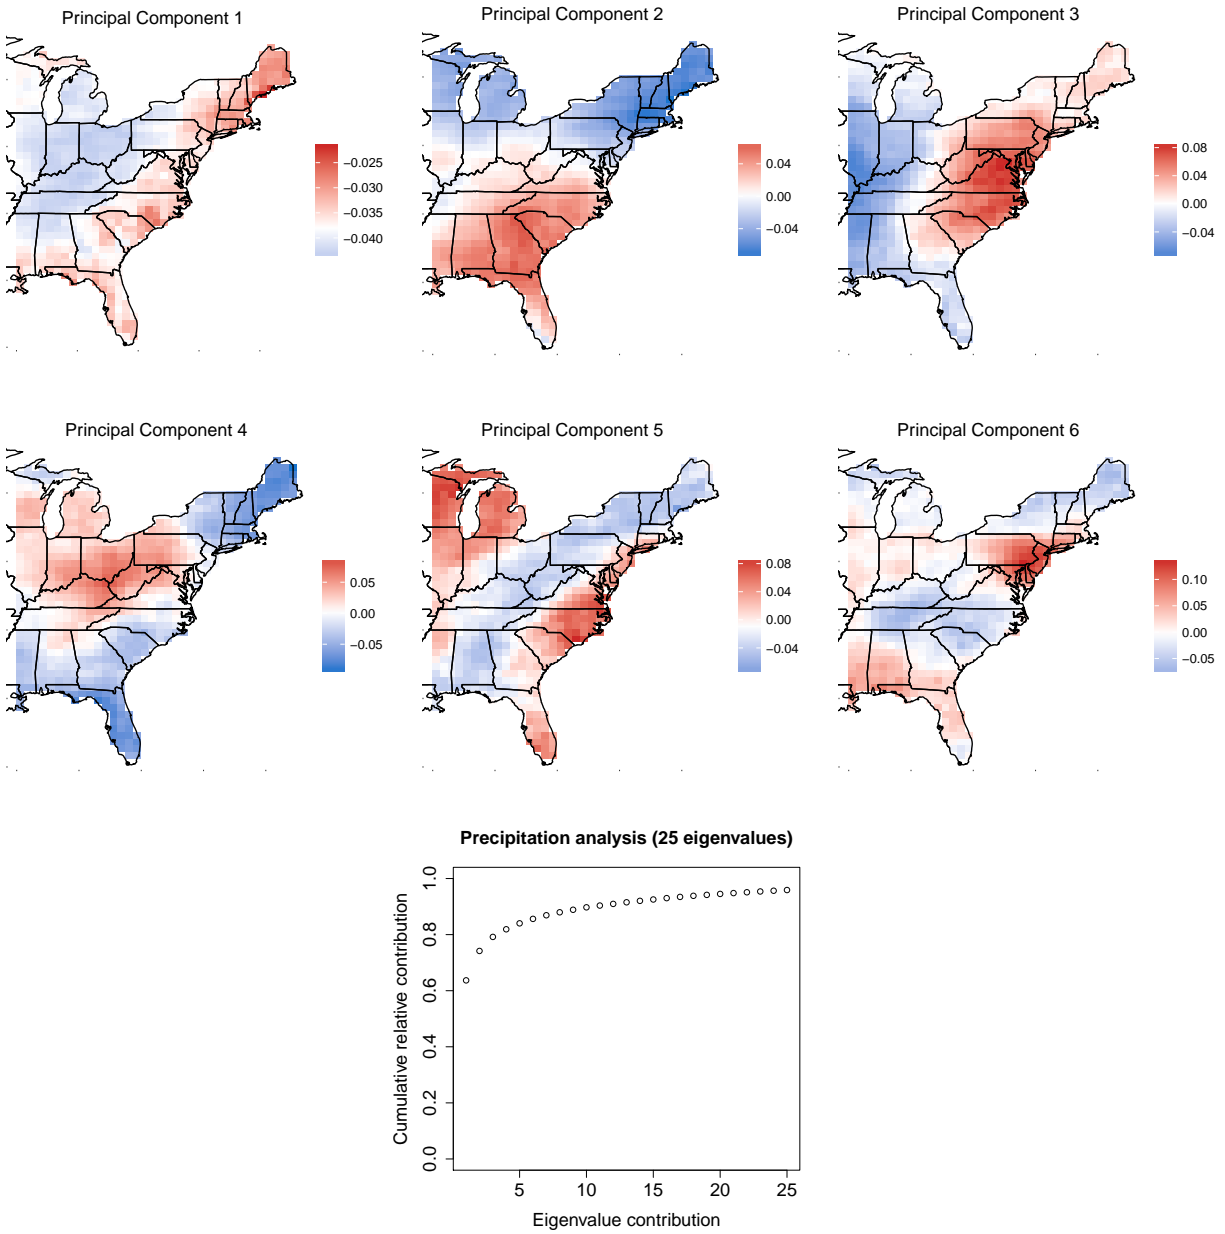 Principal Component 1
Principal Component 2
Principal Component 3
−0.025
−0.030
−0.035
−0.040
0.04
0.00
−0.04
0.08
0.04
0.00
−0.04
Principal Component 4
Principal Component 5
Principal Component 6
0.05
0.00
−0.05
0.08
0.04
0.00
−0.04
0.10
0.05
0.00
−0.05
Precipitation analysis (25 eigenvalues)
Cumulative relative contribution
1.0
0.8
0.6
0.4
0.2
0.0
5 10 15 20 25
Eigenvalue contribution